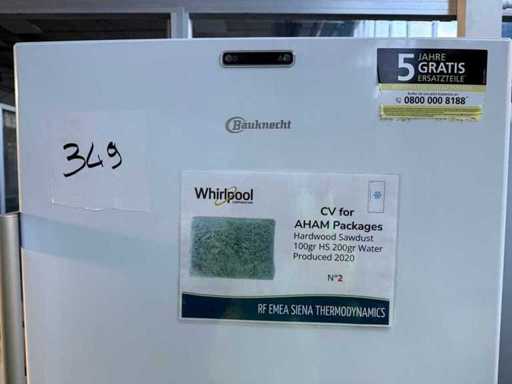 5 JAHRE
GRATIS
ERSATZTEILE
0800 000 8188
Bauknecht
349
Whirlpool
CORPORATION
CV for
AHAM Packages
Hardwood Sawdust
100gr HS 200gr Water
Produced 2020
N°2
RF EMEA SIENA THERMODYNAMICS